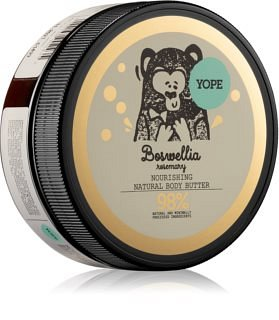 YOPE
Boswellia
rosemary
NOURISHING
NATURAL BODY BUTTER
98%
NATURAL AND MINIMALLY
PROCESSED INGREDIENTS